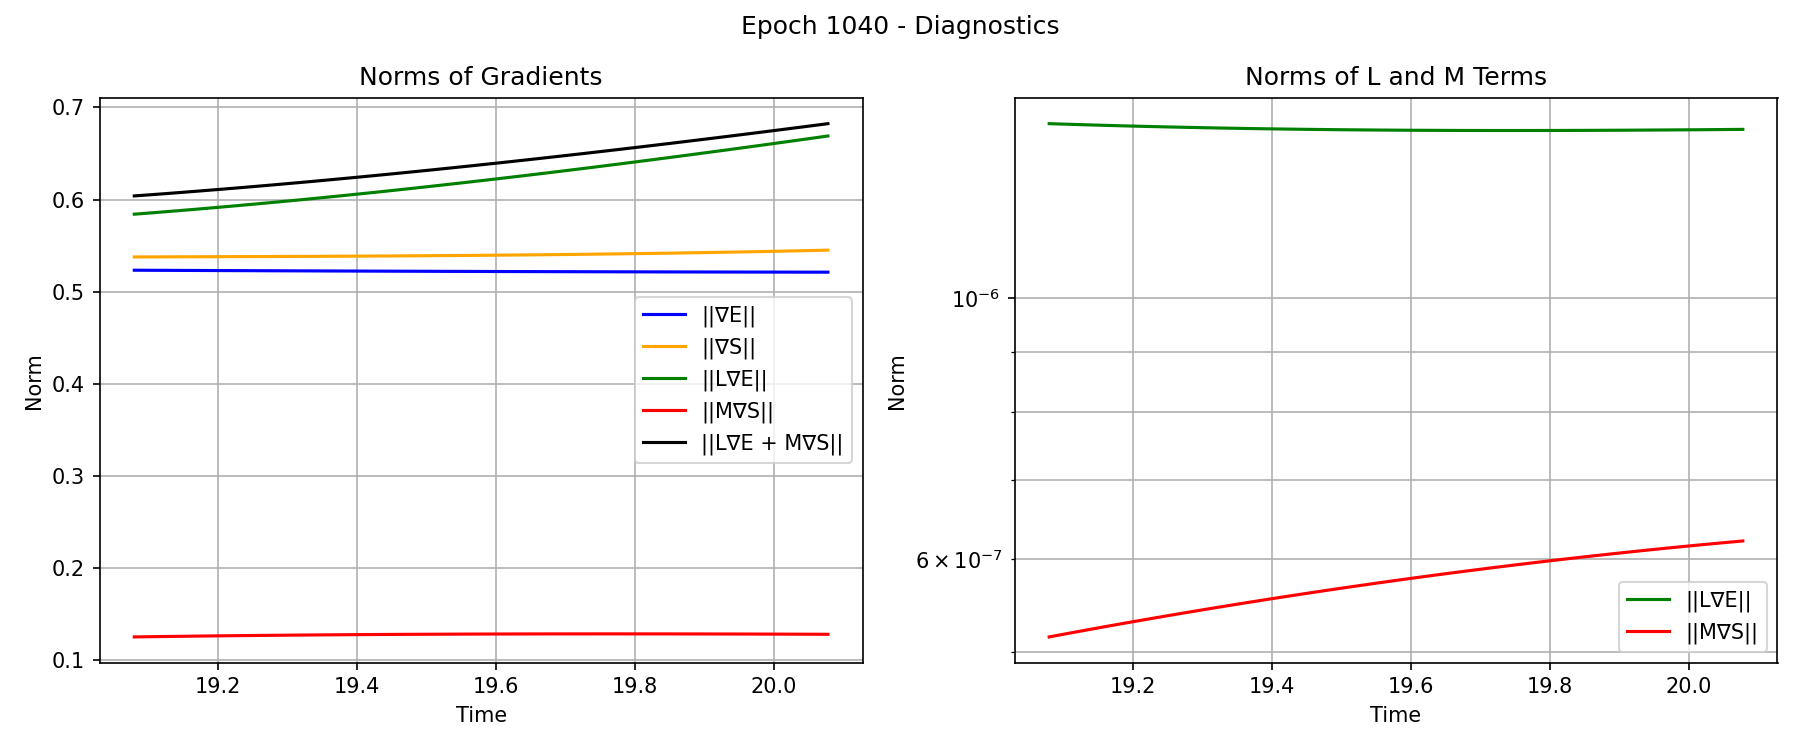 Epoch 1040 - Diagnostics
Norms of Gradients
0.7
0.6
0.5
0.4
0.3
0.2
0.1
Norm
||∇E||
||∇S||
||L∇E||
||M∇S||
||L∇E + M∇S||
19.2 19.4 19.6 19.8 20.0
Time
Norms of L and M Terms
10⁻⁶
6 × 10⁻⁷
Norm
||L∇E||
||M∇S||
19.2 19.4 19.6 19.8 20.0
Time